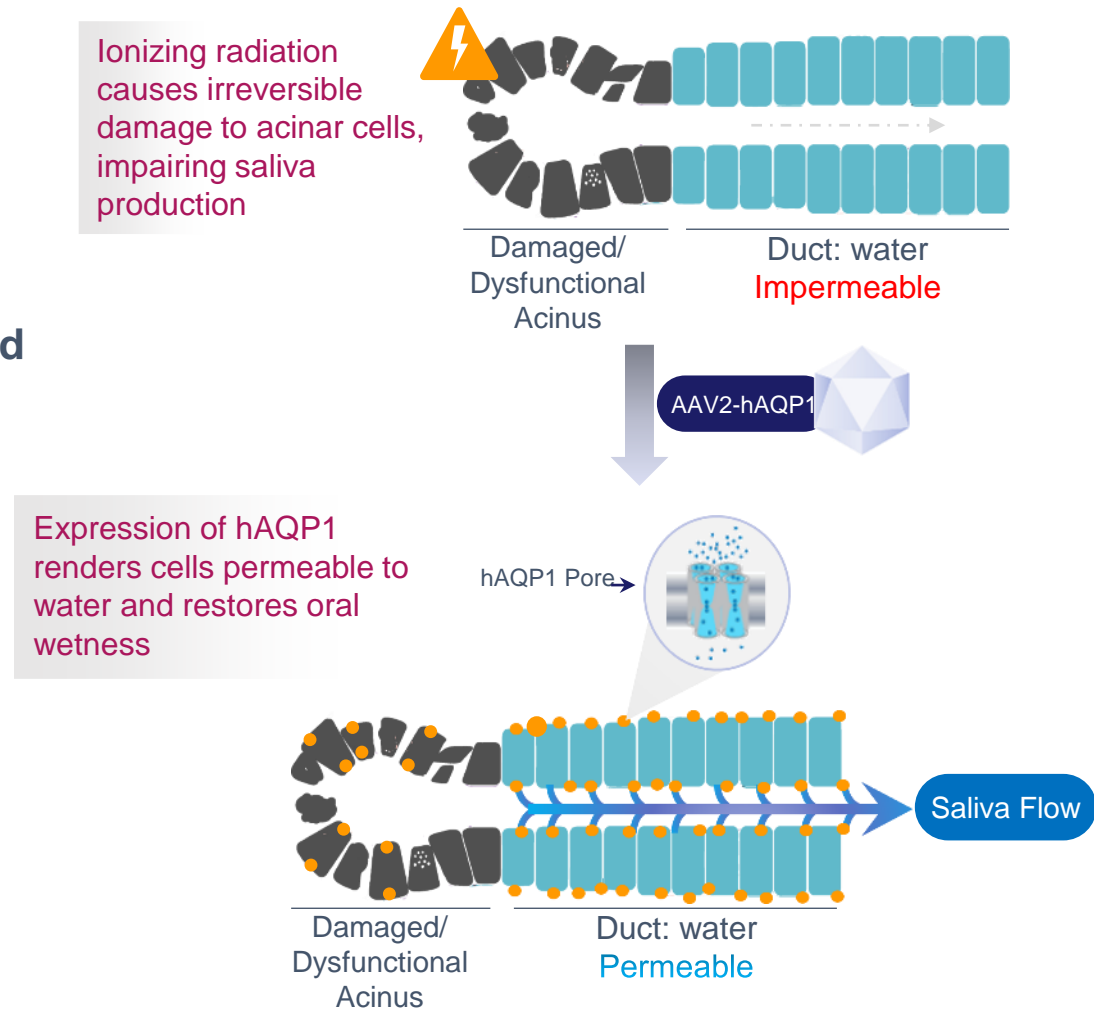 Ionizing radiation
causes irreversible
damage to acinar cells,
impairing saliva
production
Damaged/
Dysfunctional
Acinus
Duct: water
Impermeable
d
AAV2-hAQP1
Expression of hAQP1
renders cells permeable to
water and restores oral
wetness
hAQP1 Pore
Saliva Flow
Damaged/
Dysfunctional
Acinus
Duct: water
Permeable